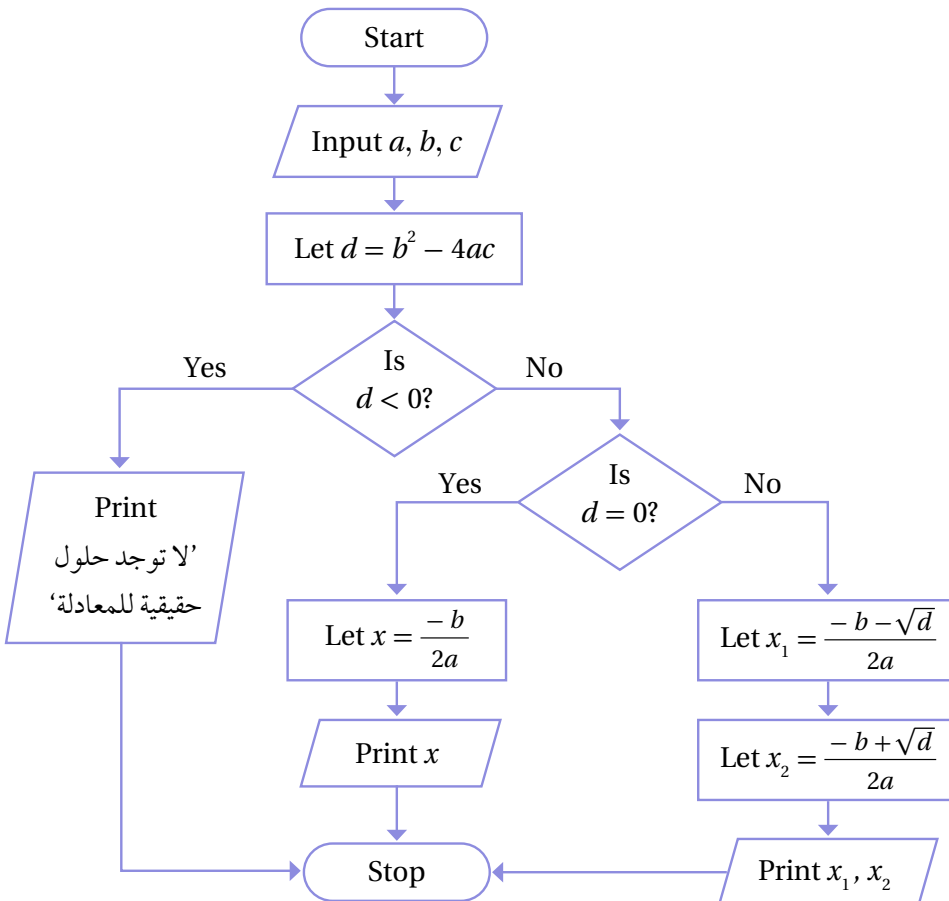 Start
Input a, b, c
Let d = b² − 4ac
Is
d < 0?
Yes
No
Print
’لا توجد حلول
حقيقية للمعادلة‘
Is
d = 0?
Yes
No
Let x = −b / 2a
Print x
Let x₁ = −b − √d / 2a
Let x₂ = −b + √d / 2a
Print x₁, x₂
Stop